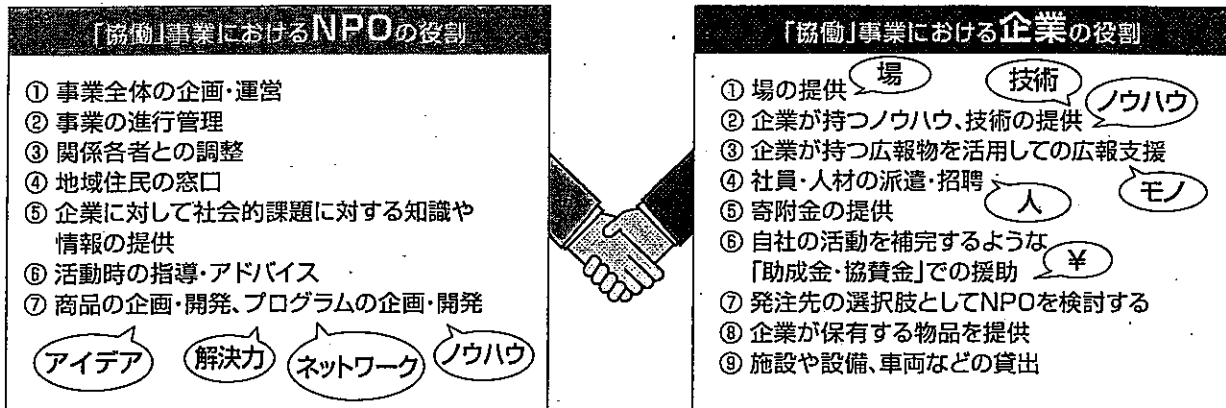 「協働」事業におけるNPOの役割
① 事業全体の企画・運営
② 事業の進行管理
③ 関係各者との調整
④ 地域住民の窓口
⑤ 企業に対して社会的課題に対する知識や
情報の提供
⑥ 活動時の指導・アドバイス
⑦ 商品の企画・開発、プログラムの企画・開発
アイデア
解決力
ネットワーク
ノウハウ
「協働」事業における企業の役割
① 場の提供
場
技術
② 企業が持つノウハウ、技術の提供
ノウハウ
③ 企業が持つ広報物を活用しての広報支援
④ 社員・人材の派遣・招聘
モノ
⑤ 寄附金の提供
人
⑥ 自社の活動を補完するような
「助成金・協賛金」での援助
¥
⑦ 発注先の選択肢としてNPOを検討する
⑧ 企業が保有する物品を提供
⑨ 施設や設備、車両などの貸出